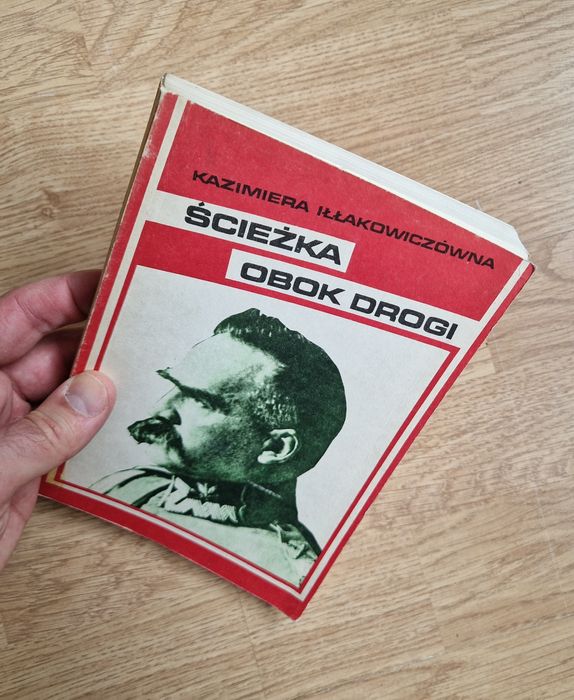 KAZIMIERA IŁŁAKOWICZÓWNA
ŚCIEŻKA
OBOK DROGI